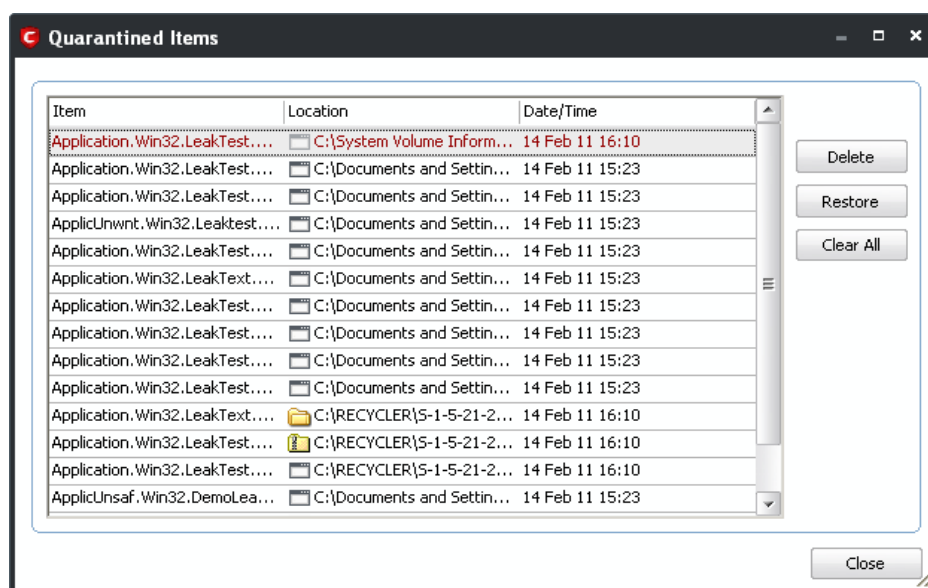 Quarantined Items
Item Location Date/Time
Application.Win32.LeakTest.... C:\System Volume Inform... 14 Feb 11 16:10
Application.Win32.LeakTest.... C:\Documents and Settin... 14 Feb 11 15:23
Application.Win32.LeakTest.... C:\Documents and Settin... 14 Feb 11 15:23
ApplicUnwnt.Win32.Leaktest.... C:\Documents and Settin... 14 Feb 11 15:23
Application.Win32.LeakTest.... C:\Documents and Settin... 14 Feb 11 15:23
Application.Win32.LeakText.... C:\Documents and Settin... 14 Feb 11 15:23
Application.Win32.LeakTest.... C:\Documents and Settin... 14 Feb 11 15:23
Application.Win32.LeakTest.... C:\Documents and Settin... 14 Feb 11 15:23
Application.Win32.LeakTest.... C:\Documents and Settin... 14 Feb 11 15:23
Application.Win32.LeakTest.... C:\Documents and Settin... 14 Feb 11 15:23
Application.Win32.LeakText.... C:\RECYCLER\S-1-5-21-2... 14 Feb 11 16:10
Application.Win32.LeakTest.... C:\RECYCLER\S-1-5-21-2... 14 Feb 11 16:10
Application.Win32.LeakTest.... C:\RECYCLER\S-1-5-21-2... 14 Feb 11 16:10
ApplicUnsaf.Win32.DemoLea... C:\Documents and Settin... 14 Feb 11 15:23
Delete
Restore
Clear All
Close